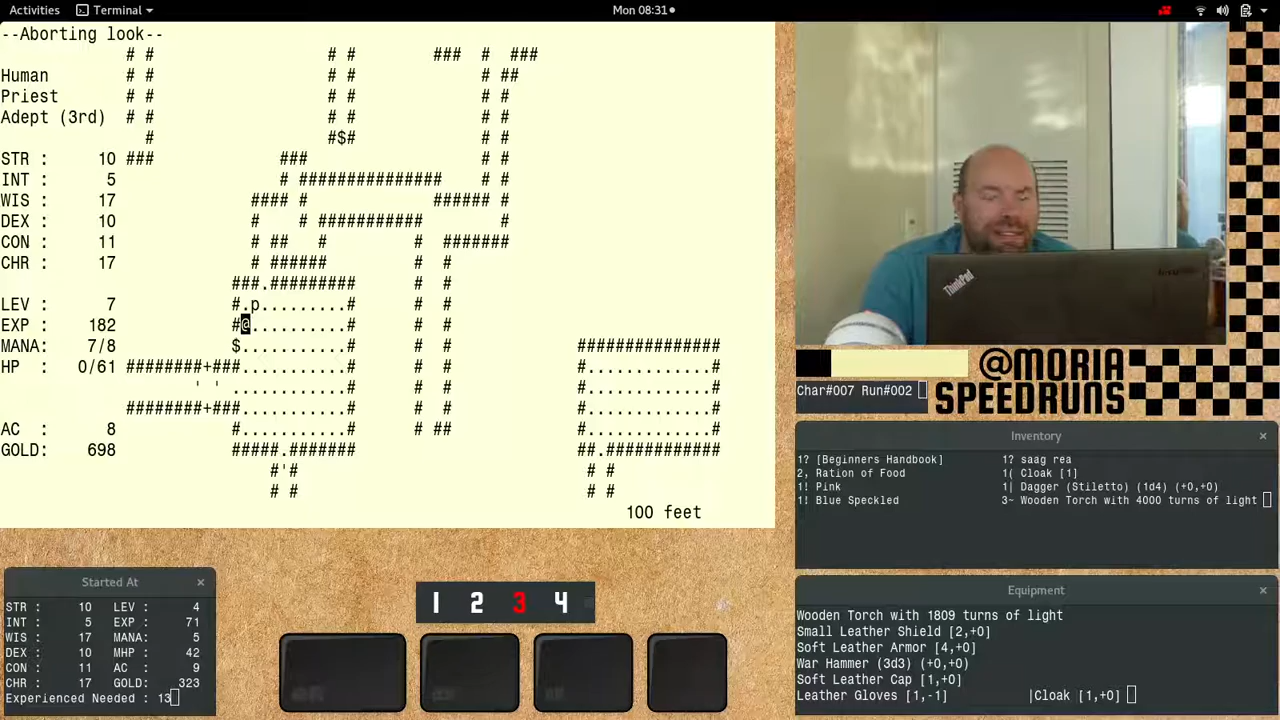 Activities Terminal Mon 08:31
--Aborting look--
# # # # ### # ###
Human # # # # # ##
Priest # # # # # #
Adept (3rd) # # # # # #
# #$# # #
STR : 10 ### ### # #
INT : 5 # ############### # #
WIS : 17 #### # ###### #
DEX : 10 # # ########### #
CON : 11 # ## # # #######
CHR : 17 # ###### # #
###.######### # #
LEV : 7 #.p.........# # #
EXP : 182 #@..........# # #
MANA: 7/8 $...........# # # ###############
HP : 0/61 ########+###...........# # # #.............#
' ' ............# # # #.............#
########+###...........# # # #.............#
AC : 8 #...........# # ## #.............#
GOLD: 698 #####.####### ##.############
#'# # #
# # # #
100 feet
ThinkPad
@MORIA
SPEEDRUNS
Char#007 Run#002
Inventory
1? [Beginners Handbook] 1? saag rea
2, Ration of Food 1( Cloak [1]
1! Pink 1| Dagger (Stiletto) (1d4) (+0,+0)
1! Blue Speckled 3~ Wooden Torch with 4000 turns of light
Equipment
Wooden Torch with 1809 turns of light
Small Leather Shield [2,+0]
Soft Leather Armor [4,+0]
War Hammer (3d3) (+0,+0)
Soft Leather Cap [1,+0]
Leather Gloves [1,-1] |Cloak [1,+0]
Started At
STR : 10 LEV : 4
INT : 5 EXP : 71
WIS : 17 MANA: 5
DEX : 10 MHP : 42
CON : 11 AC : 9
CHR : 17 GOLD: 323
Experienced Needed : 13
1 2 3 4